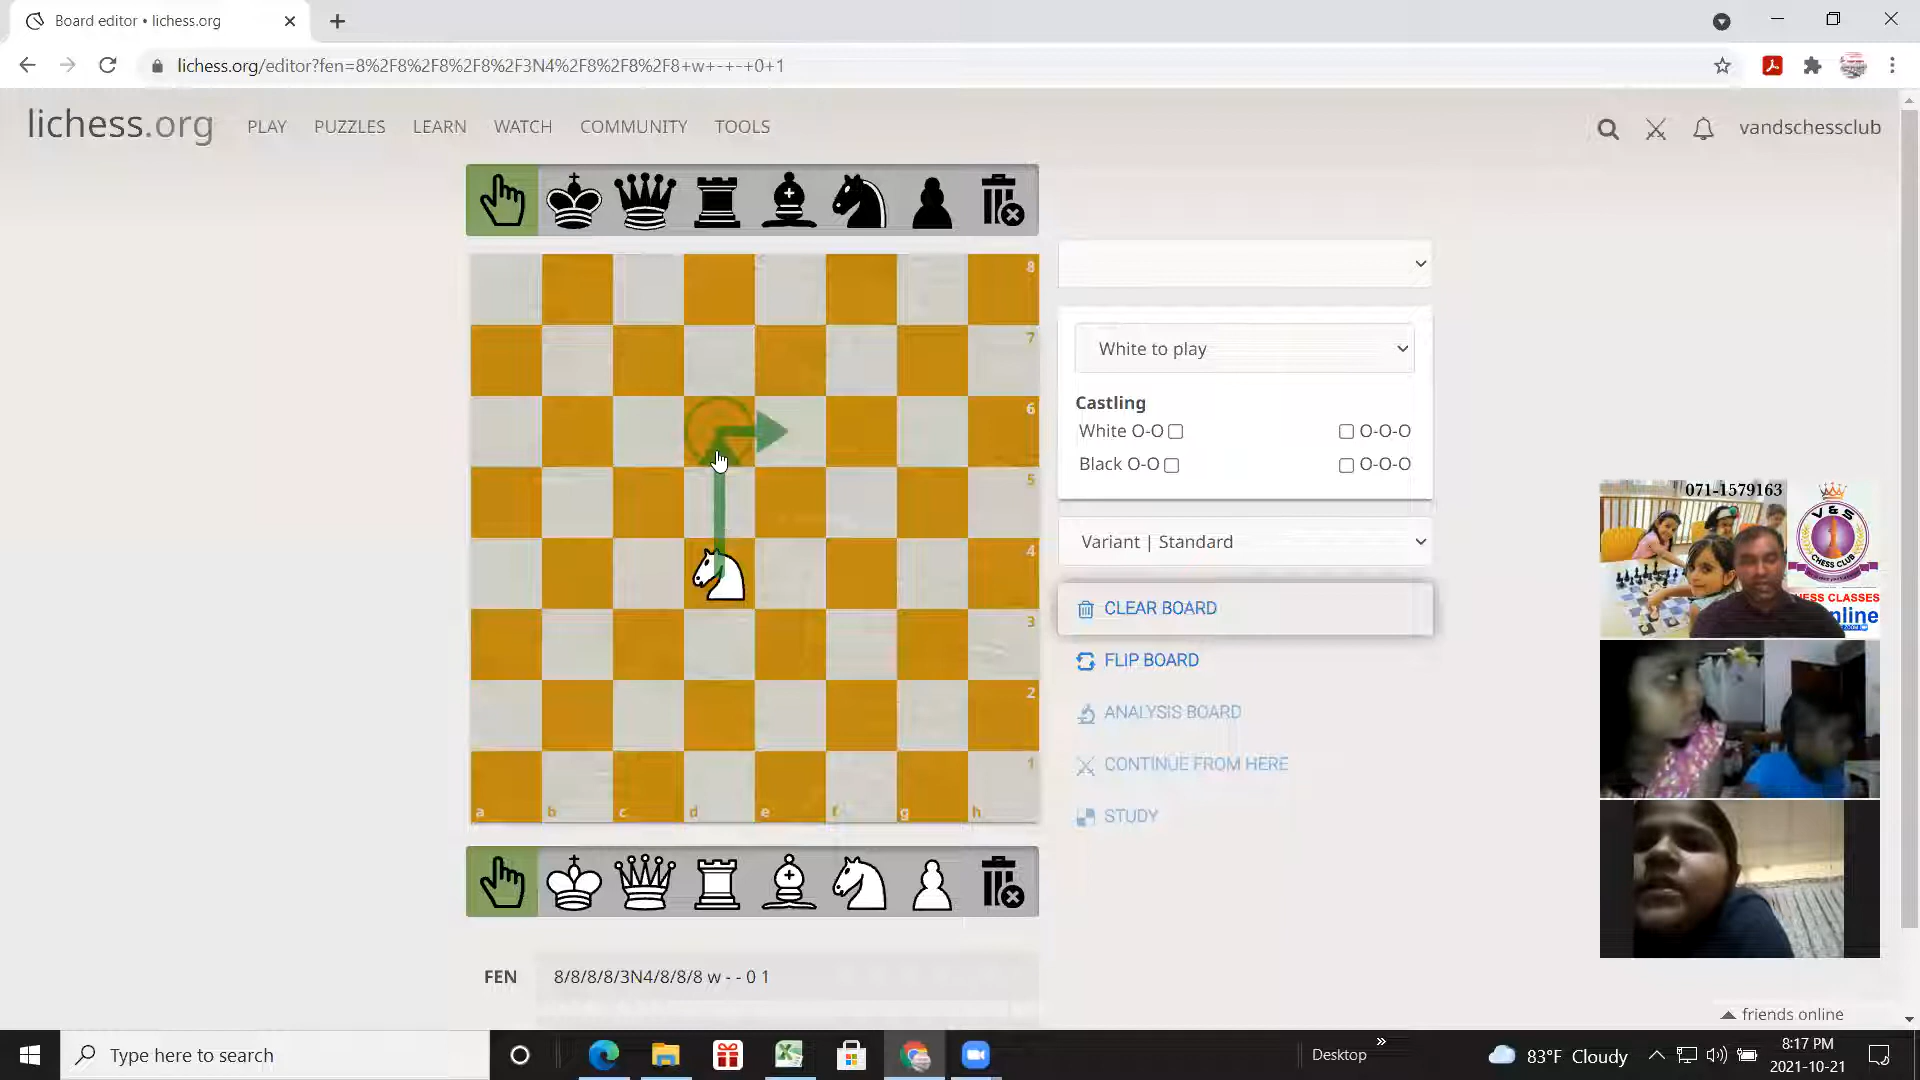 Board editor • lichess.org
lichess.org/editor?fen=8%2F8%2F8%2F8%2F3N4%2F8%2F8%2F8+w+-+-+0+1
lichess.org PLAY PUZZLES LEARN WATCH COMMUNITY TOOLS vandschessclub
8
7
6
5
4
3
2
1
a b c d e f g h
White to play
Castling
White O-O O-O-O
Black O-O O-O-O
Variant | Standard
CLEAR BOARD
FLIP BOARD
ANALYSIS BOARD
CONTINUE FROM HERE
STUDY
071-1579163
V & S
CHESS CLUB
HESS CLASSES
nline
FEN 8/8/8/8/3N4/8/8/8 w - - 0 1
friends online
Type here to search
Desktop
83°F Cloudy
8:17 PM
2021-10-21